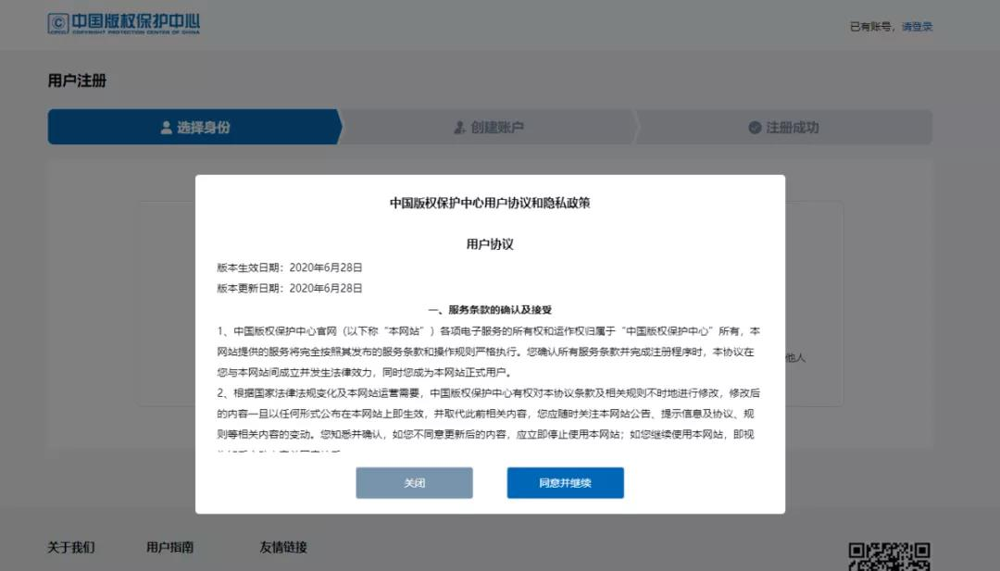 中国版权保护中心
COPYRIGHT PROTECTION CENTER OF CHINA
已有账号，请登录
用户注册
选择身份
创建账户
注册成功
中国版权保护中心用户协议和隐私政策
用户协议
版本生效日期：2020年6月28日
版本更新日期：2020年6月28日
一、服务条款的确认及接受
1、中国版权保护中心官网（以下称“本网站”）各项电子服务的所有权和运作权归属于“中国版权保护中心”所有，本
网站提供的服务将完全按照其发布的服务条款和操作规则严格执行。您确认所有服务条款并完成注册程序时，本协议在
您与本网站间成立并发生法律效力，同时您成为本网站正式用户。
2、根据国家法律法规变化及本网站运营需要，中国版权保护中心有权对本协议条款及相关规则不时地进行修改，修改后
的内容一旦以任何形式公布在本网站上即生效，并取代此前相关内容，您应随时关注本网站公告、提示信息及协议、规
则等相关内容的变动。您知悉并确认，如您不同意更新后的内容，应立即停止使用本网站；如您继续使用本网站，即视
他人
关闭
同意并继续
关于我们
用户指南
友情链接